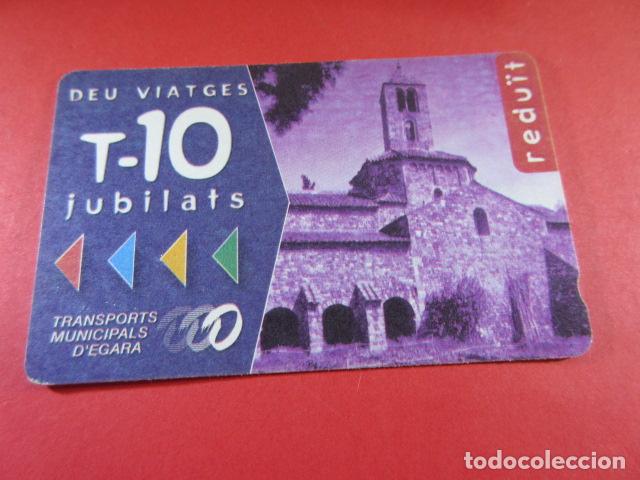 DEU VIATGES
T-10
jubilats
TRANSPORTS
MUNICIPALS
D'EGARA
reduït
todocoleccion